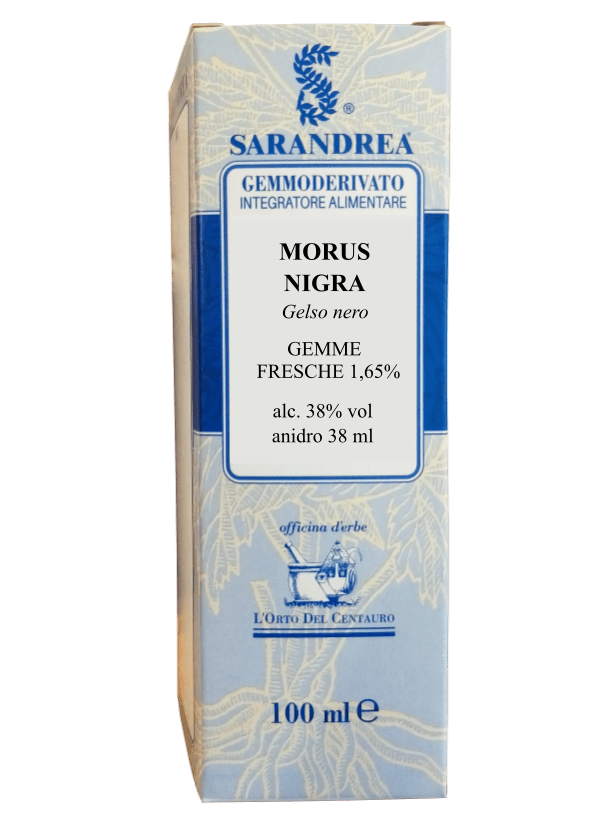 ®
SARANDREA®
GEMMODERIVATO
INTEGRATORE ALIMENTARE
MORUS
NIGRA
Gelso nero
GEMME
FRESCHE 1,65%
alc. 38% vol
anidro 38 ml
officina d'erbe
L'ORTO DEL CENTAURO
100 ml e